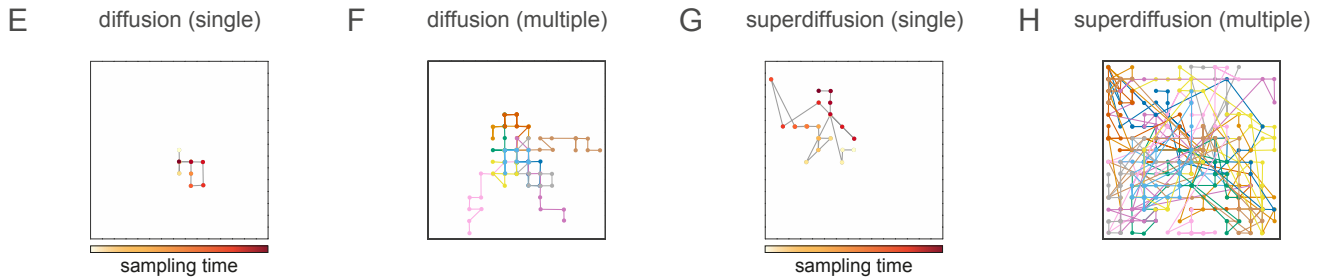 E diffusion (single)
F diffusion (multiple)
G superdiffusion (single)
H superdiffusion (multiple)
sampling time
sampling time